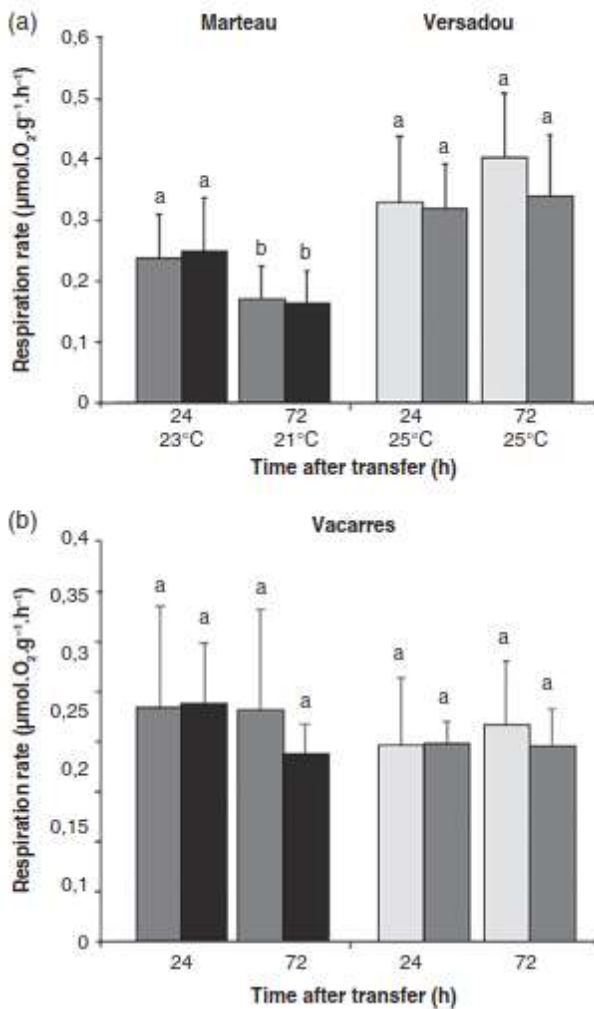 (a)
Marteau Versadou
Respiration rate (µmol.O₂.g⁻¹.h⁻¹)
0,6
0,5
0,4
0,3
0,2
0,1
0
a a b b a a a a
24 72 24 72
23°C 21°C 25°C 25°C
Time after transfer (h)
(b)
Vacarres
Respiration rate (µmol.O₂.g⁻¹.h⁻¹)
0,4
0,35
0,3
0,25
0,2
0,15
0,1
0
a a a a a a a a
24 72 24 72
Time after transfer (h)